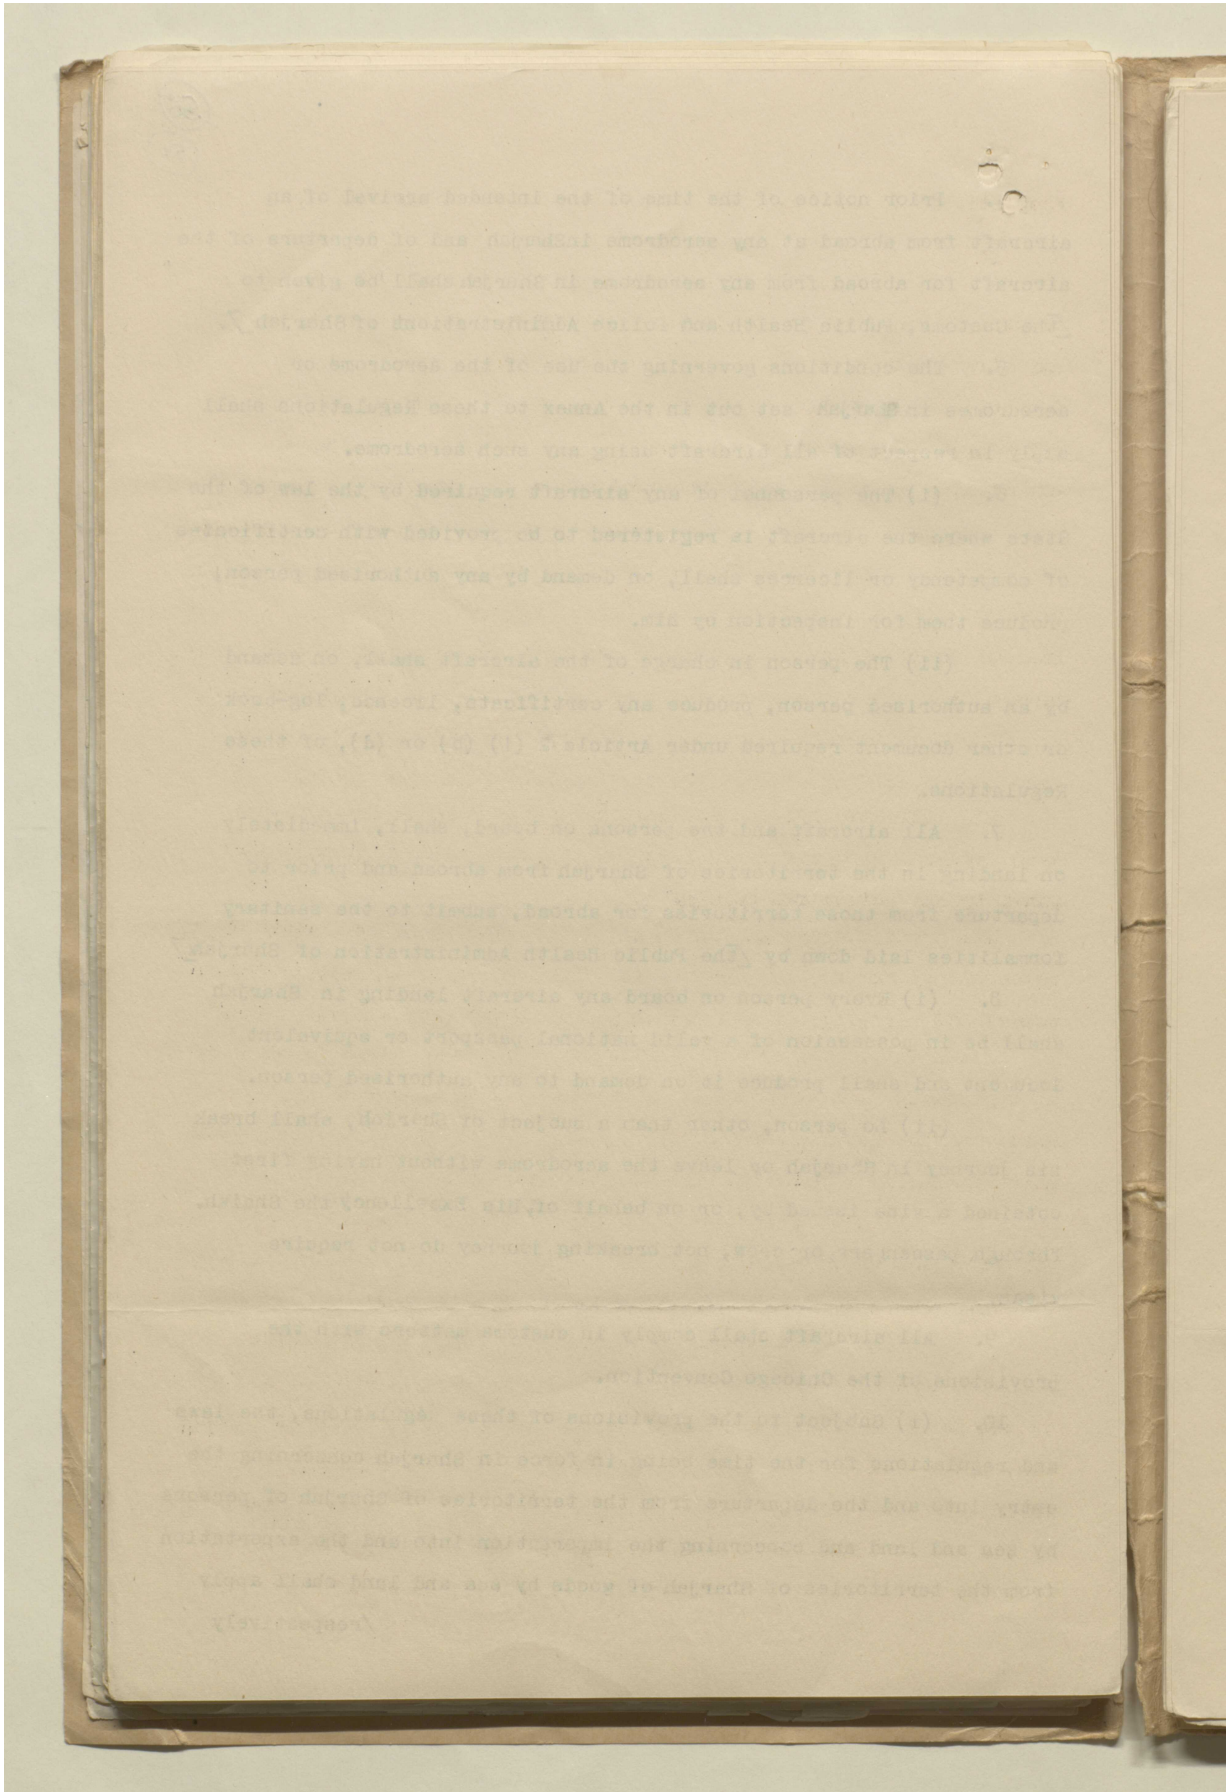 4. Prior notice of the time of the intended arrival of an
aircraft from abroad at any aerodrome in Sharjah and of departure of the
aircraft for abroad from any aerodrome in Sharjah shall be given to
the Customs, Public Health and Police Administrations of Sharjah
5. The conditions governing the use of the aerodrome or
aerodromes in Sharjah set out in the Annex to these Regulations shall
apply in respect of all aircraft using any such aerodrome.
6. (i) The personnel of any aircraft required by the law of the
State where the aircraft is registered to be provided with certificates
of competency or licences shall, on demand by any authorised person,
produce them for inspection by him.
(ii) The person in charge of the aircraft shall, on demand
by an authorised person, produce any certificate, licence, log-book
or other document required under Article 2 (i) (b) or (d), of these
Regulations.
7. All aircraft and the persons on board, shall, immediately
on landing in the territories of Sharjah from abroad and prior to
departure from those territories for abroad, submit to the sanitary
formalities laid down by /the Public Health Administration of Sharjah/
8. (i) Every person on board any aircraft landing in Sharjah
shall be in possession of a valid national passport or equivalent
document and shall produce it on demand to any authorised person.
(ii) No person, other than a subject of Sharjah, shall break
his journey in Sharjah or leave the aerodrome without having first
obtained a visa issued by, or on behalf of, His Excellency the Shaikh.
Through passengers or crew, not breaking journey do not require
visas.
9. All aircraft shall comply in customs matters with the
provisions of the Chicago Convention.
10. (i) Subject to the provisions of these regulations, the laws
and regulations for the time being in force in Sharjah concerning the
entry into and the departure from the territories of Sharjah of persons
by sea and land and concerning the importation into and the exportation
from the territories of Sharjah of goods by sea and land shall apply
/respectively